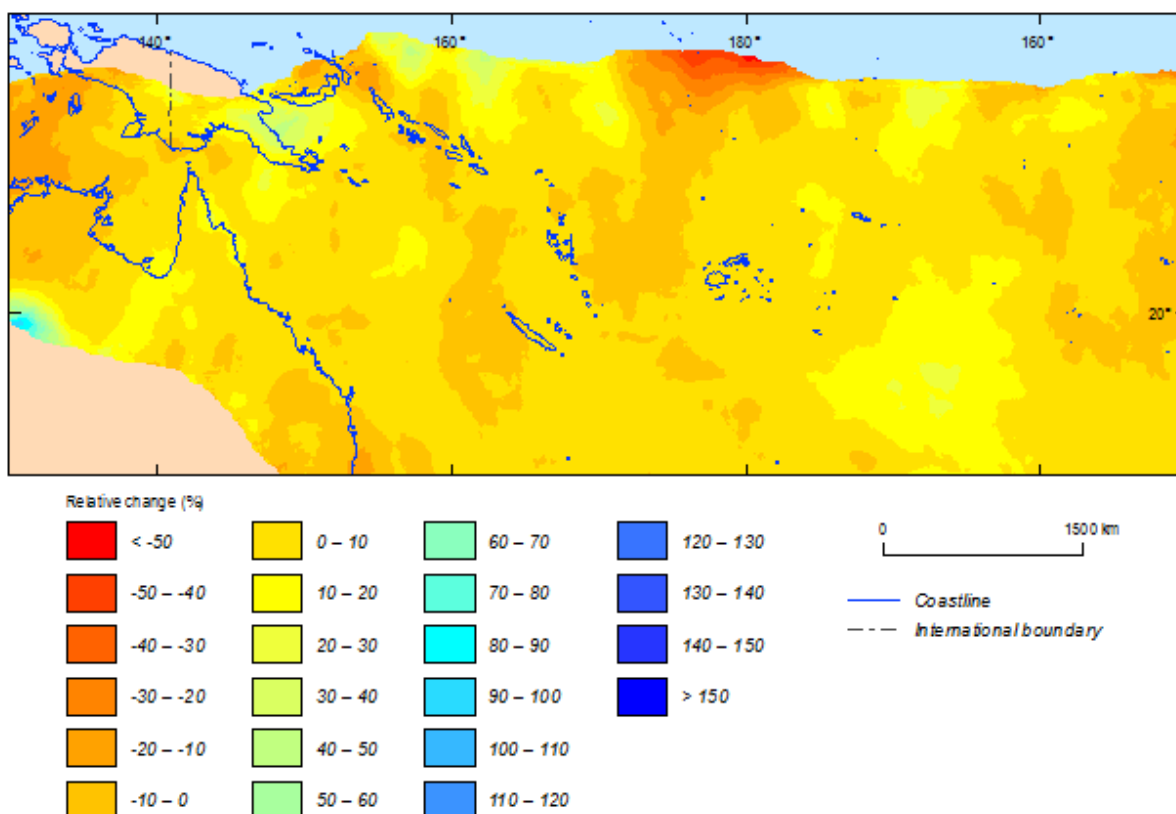 140° 160° 180° 160°
20°
Relative change (%)
< -50
-50 – -40
-40 – -30
-30 – -20
-20 – -10
-10 – 0
0 – 10
10 – 20
20 – 30
30 – 40
40 – 50
50 – 60
60 – 70
70 – 80
80 – 90
90 – 100
100 – 110
110 – 120
120 – 130
130 – 140
140 – 150
> 150
0 1500 km
Coastline
International boundary